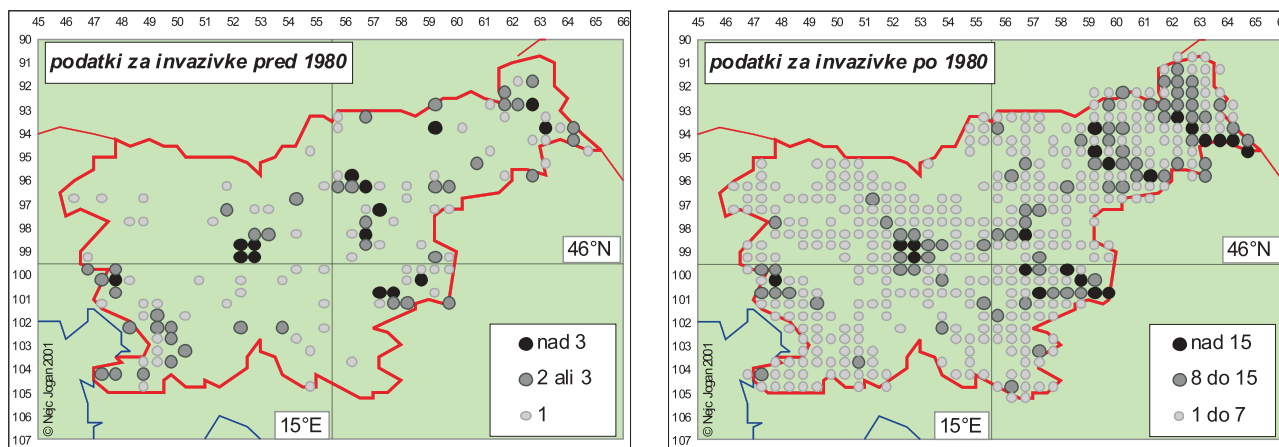 45 46 47 48 49 50 51 52 53 54 55 56 57 58 59 60 61 62 63 64 65 66
90
podatki za invazivke pred 1980
91
92
93
94
95
96
97
98
46°N
99
100
101
102
nad 3
103
2 ali 3
104
1
105
106
15°E
107
© Nejc Jogan 2001
45 46 47 48 49 50 51 52 53 54 55 56 57 58 59 60 61 62 63 64 65 6
90
podatki za invazivke po 1980
91
92
93
94
95
96
97
98
46°N
99
100
101
102
nad 15
103
8 do 15
104
1 do 7
105
106
15°E
107
© Nejc Jogan 2001